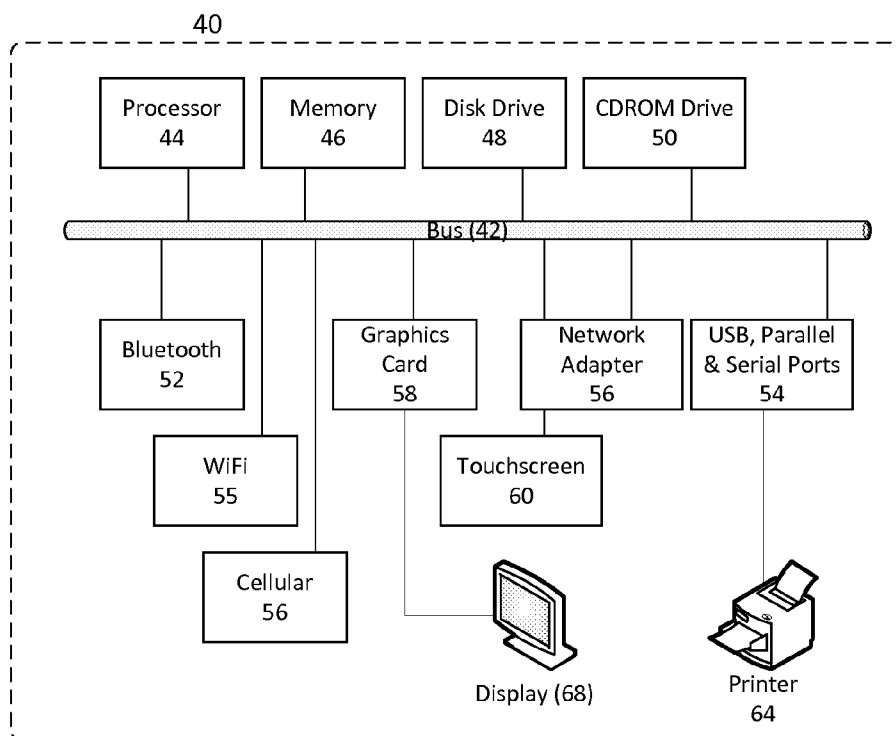 40
Processor
44
Memory
46
Disk Drive
48
CDROM Drive
50
Bus (42)
Bluetooth
52
Graphics
Card
58
Network
Adapter
56
USB, Parallel
& Serial Ports
54
WiFi
55
Touchscreen
60
Cellular
56
Display (68)
Printer
64